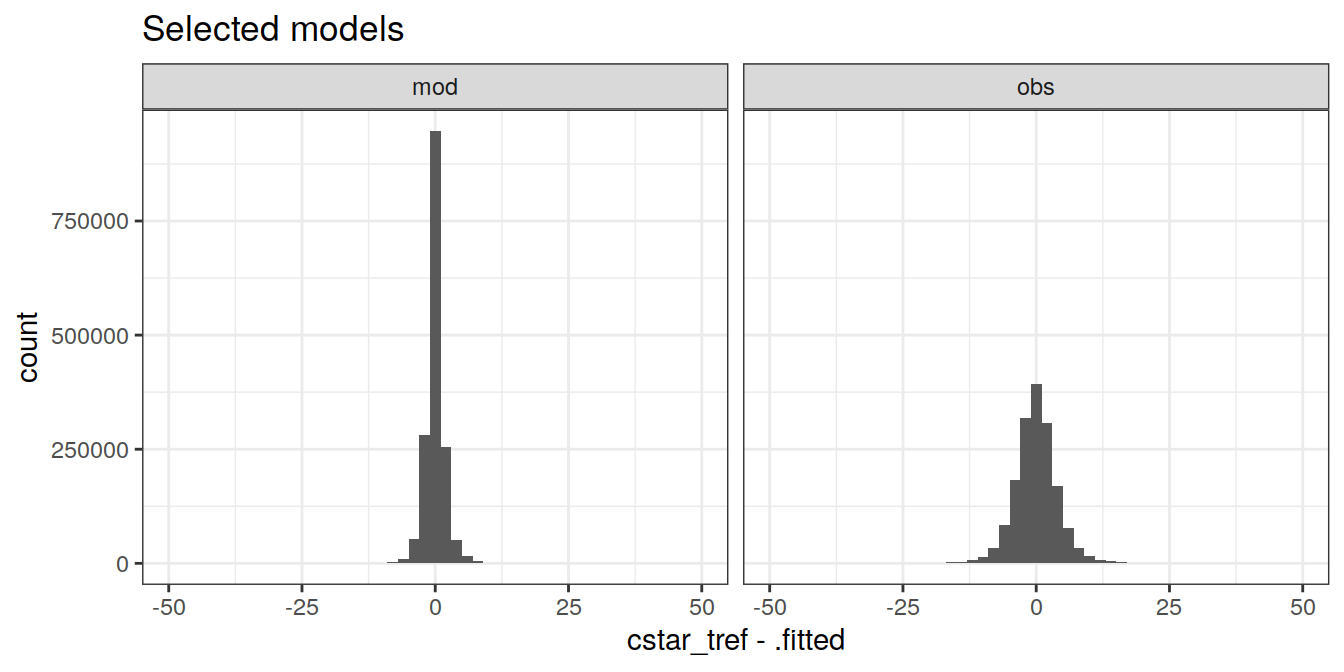 Selected models
mod
obs
750000
500000
250000
0
count
-50 -25 0 25 50
-50 -25 0 25 50
cstar_tref - .fitted